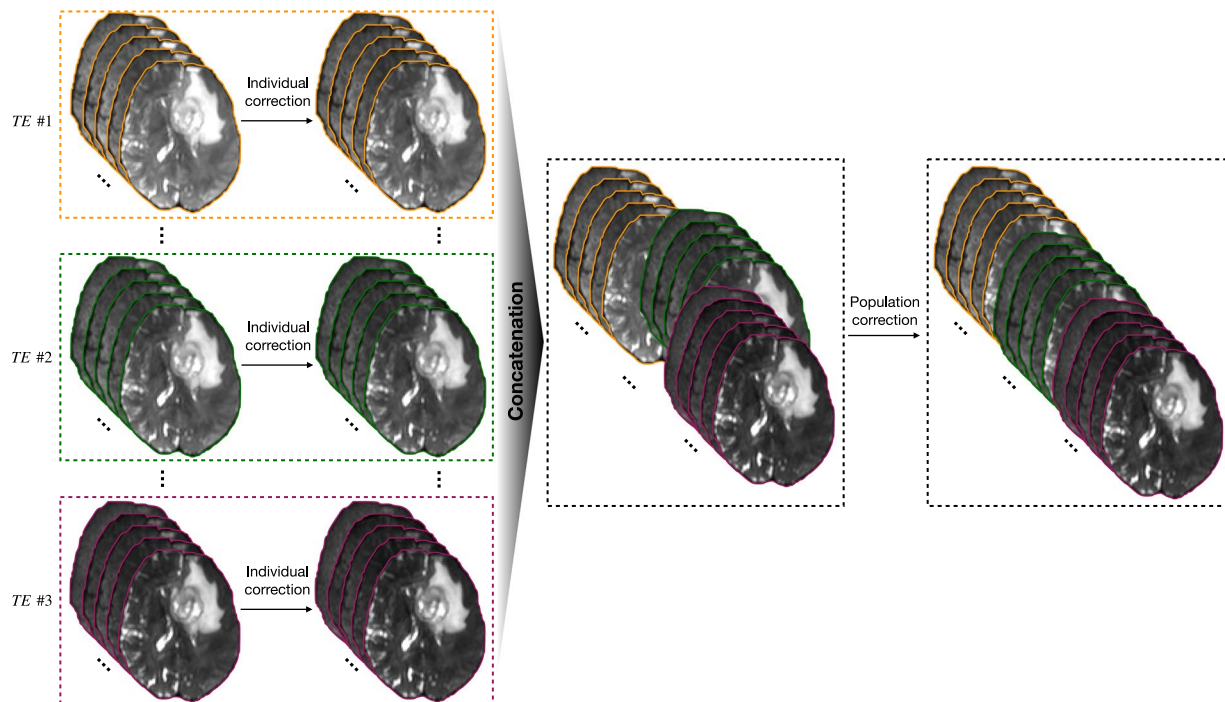 TE #1
Individual
correction
TE #2
Individual
correction
TE #3
Individual
correction
Concatenation
Population
correction